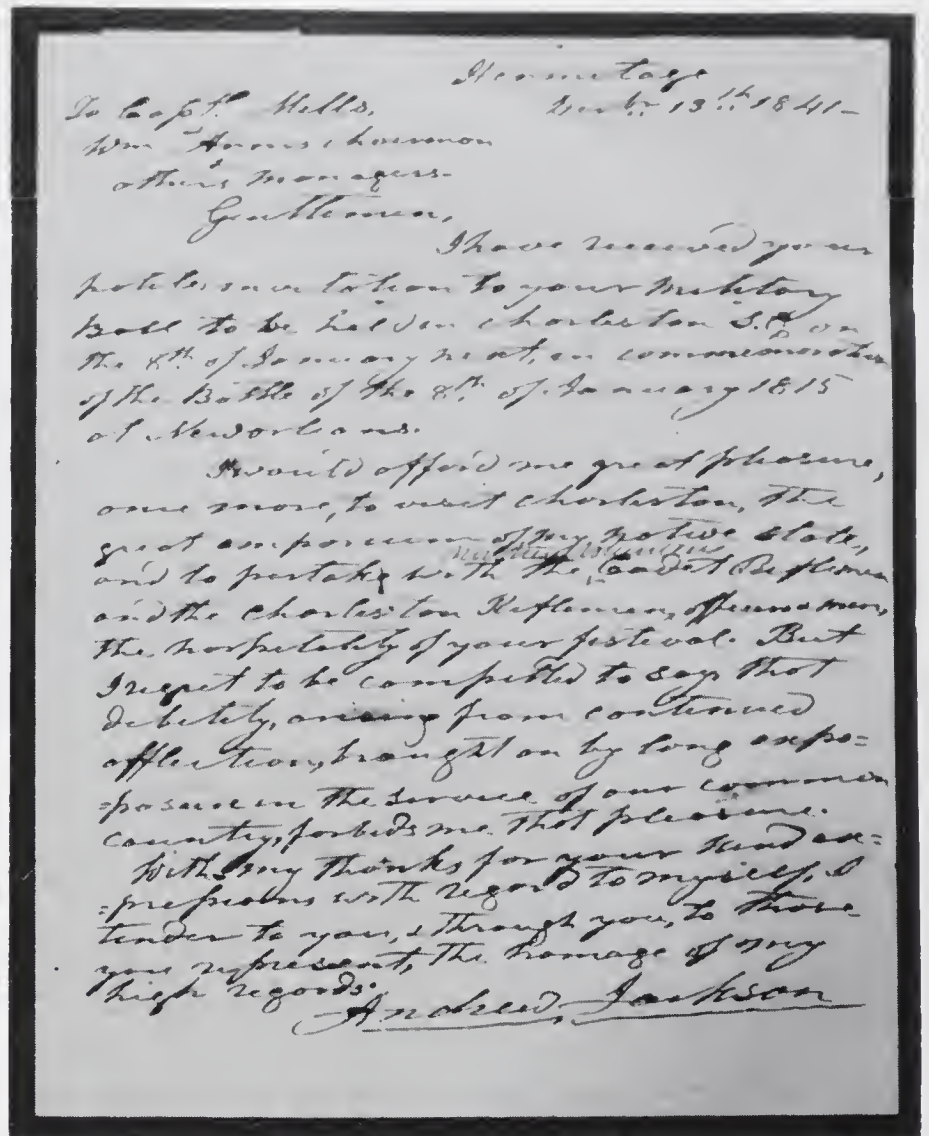 Hermitage
To Capt. Mills, Decbr. 13th 1841–
Wm chairman
& others managers.
Gentlemen,
I have received your
polite invitation to your Military
Ball to be held in Charleston S.C. on
the 8th of January next, in commemoration
of the Battle of the 8th of January 1815
at Neworleans.
It would afford me great pleasure,
once more, to visit Charleston, the
great emporium of my native state,
and to partake with the Cadet Riflemen
and the Charleston Riflemen, officers & men,
the hospitality of your festival. But
I regret to be compelled to say that
debility, arising from continued
affliction, brought on by long expo=
=posure in the service of our common
country, forbids me that pleasure.
With my thanks for your kind ex=
=pressions with regard to myself, I
tender to you, & through you, to those
you represent, the homage of my
high regards.
Andrew Jackson